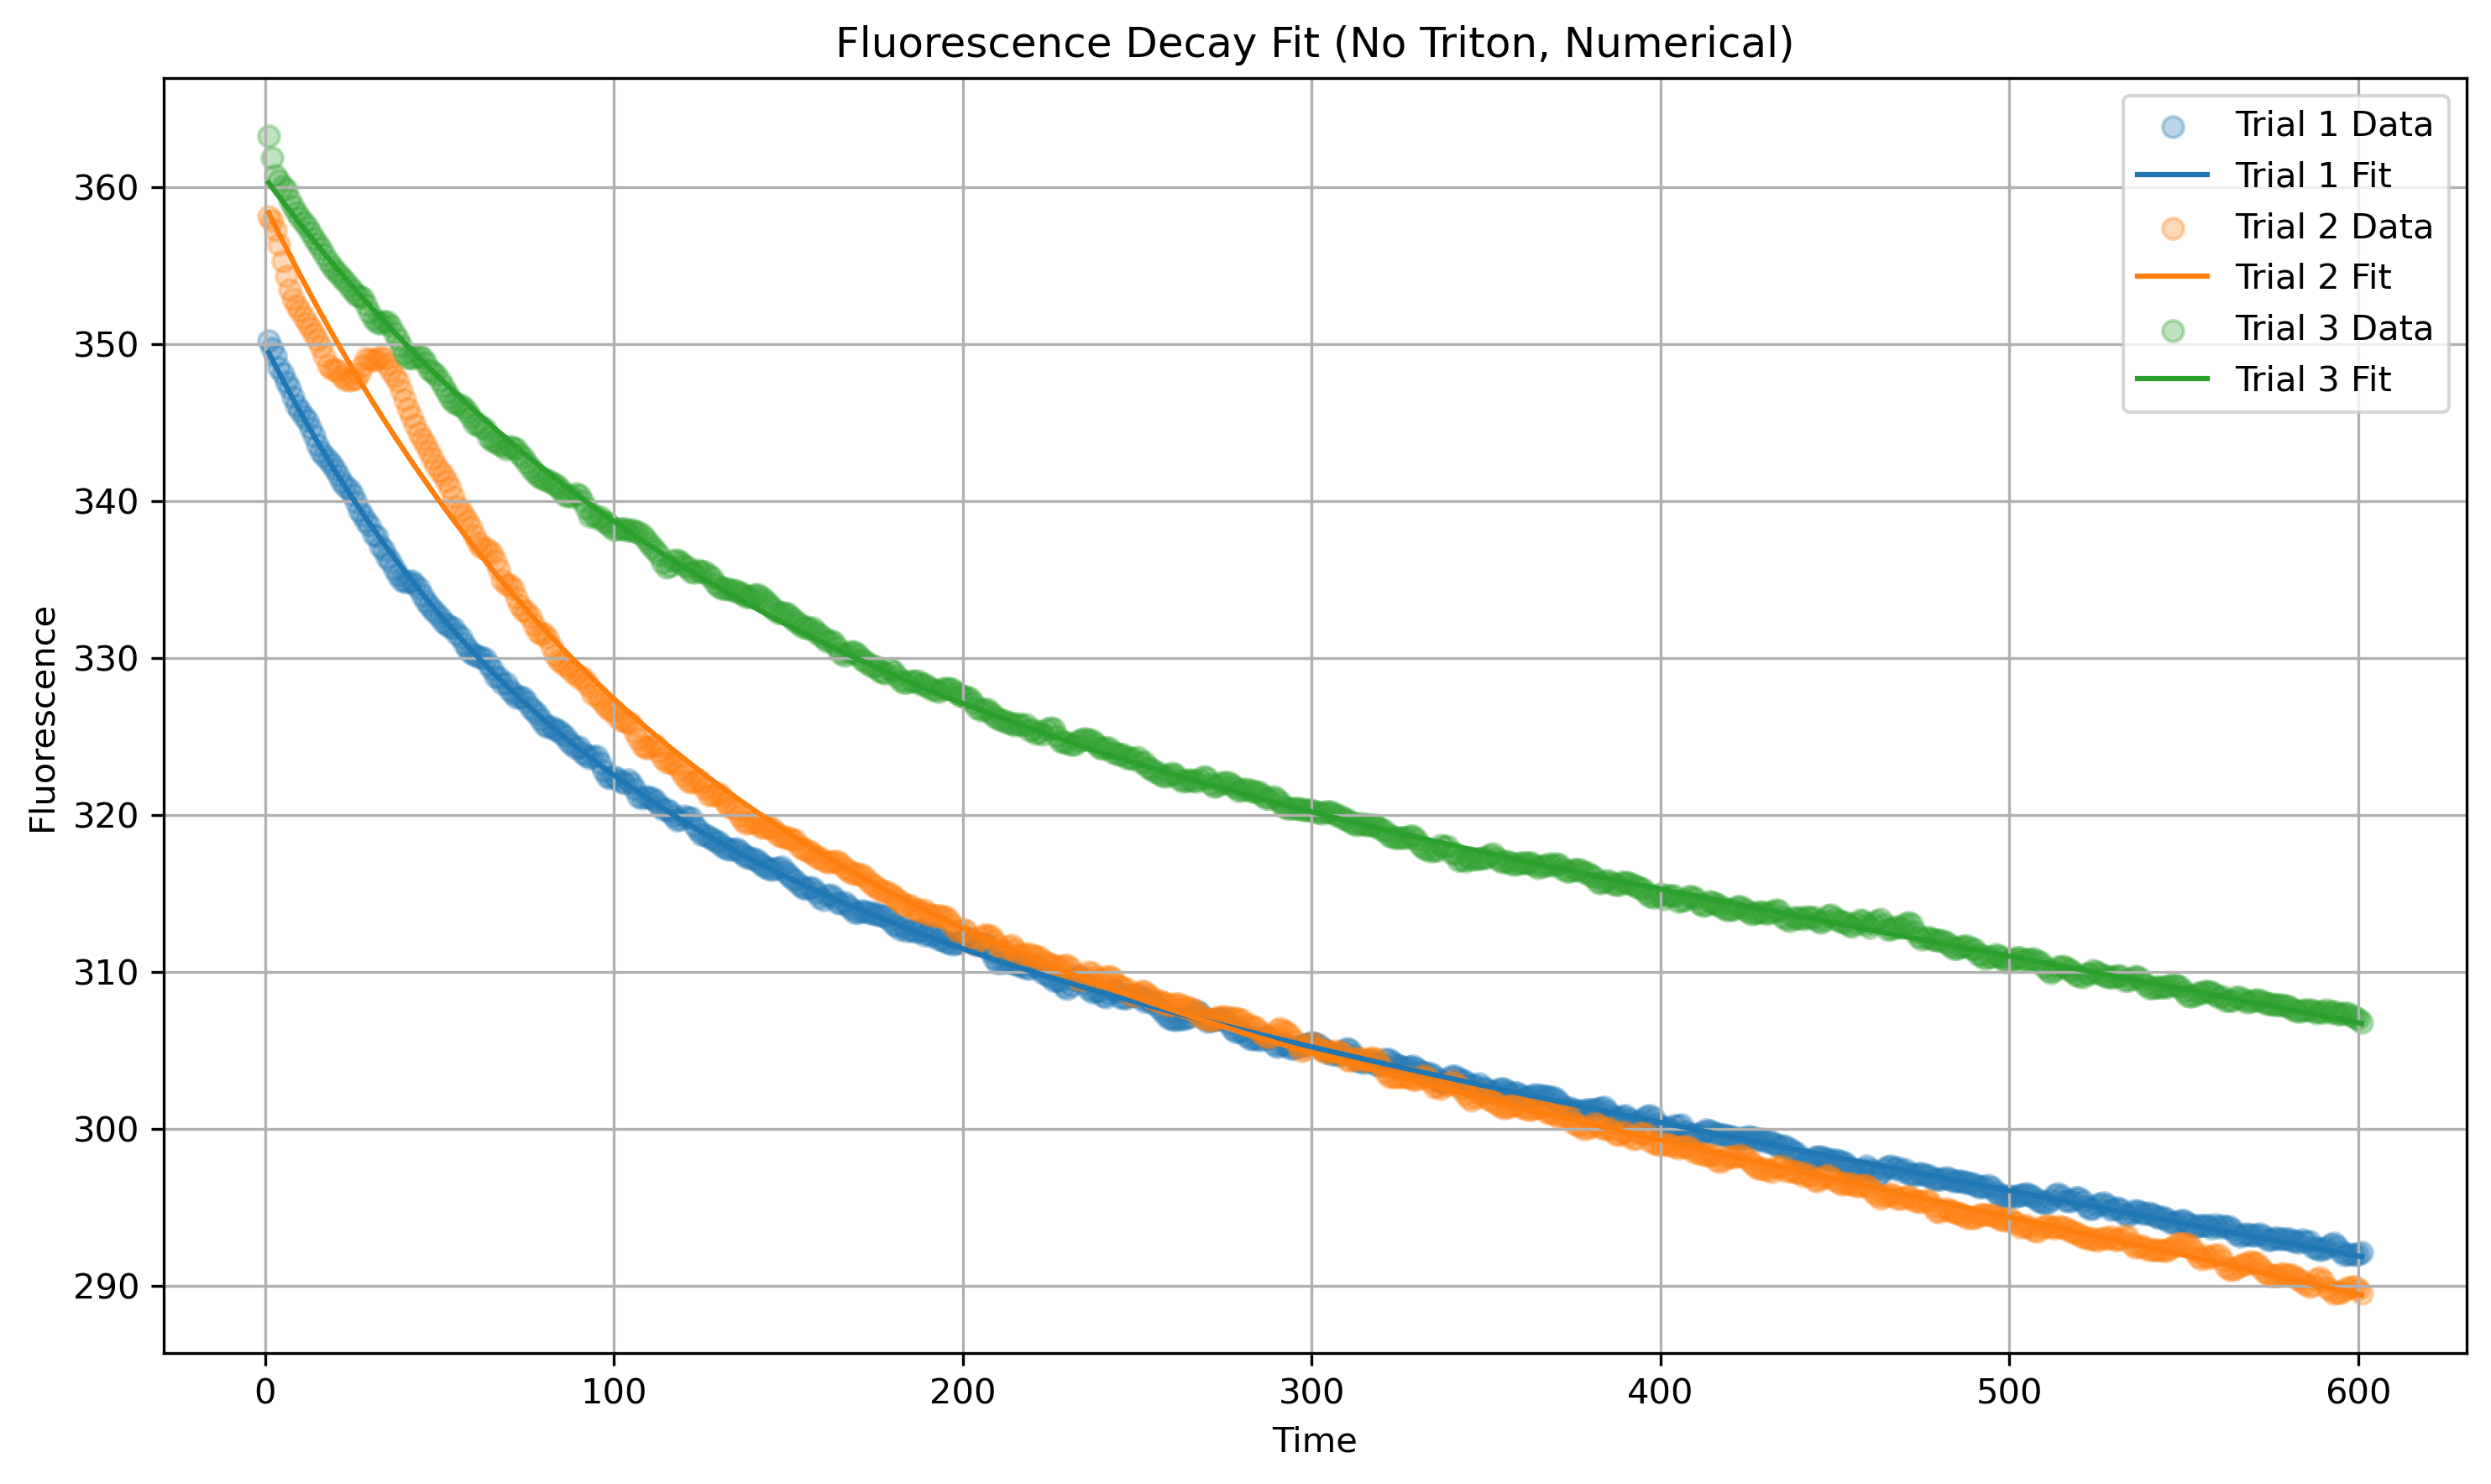 Fluorescence Decay Fit (No Triton, Numerical)
Trial 1 Data
Trial 1 Fit
Trial 2 Data
Trial 2 Fit
Trial 3 Data
Trial 3 Fit
Fluorescence
360
350
340
330
320
310
300
290
0 100 200 300 400 500 600
Time